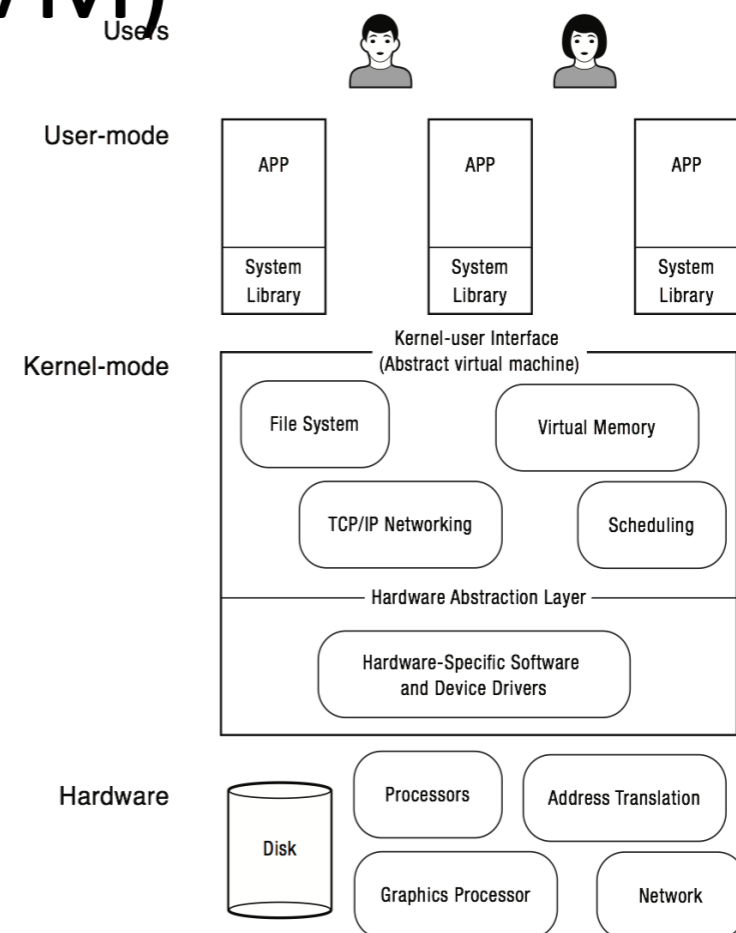 Users
User-mode
APP
APP
APP
System
Library
System
Library
System
Library
Kernel-user Interface
(Abstract virtual machine)
Kernel-mode
File System
Virtual Memory
TCP/IP Networking
Scheduling
Hardware Abstraction Layer
Hardware-Specific Software
and Device Drivers
Hardware
Processors
Address Translation
Disk
Graphics Processor
Network